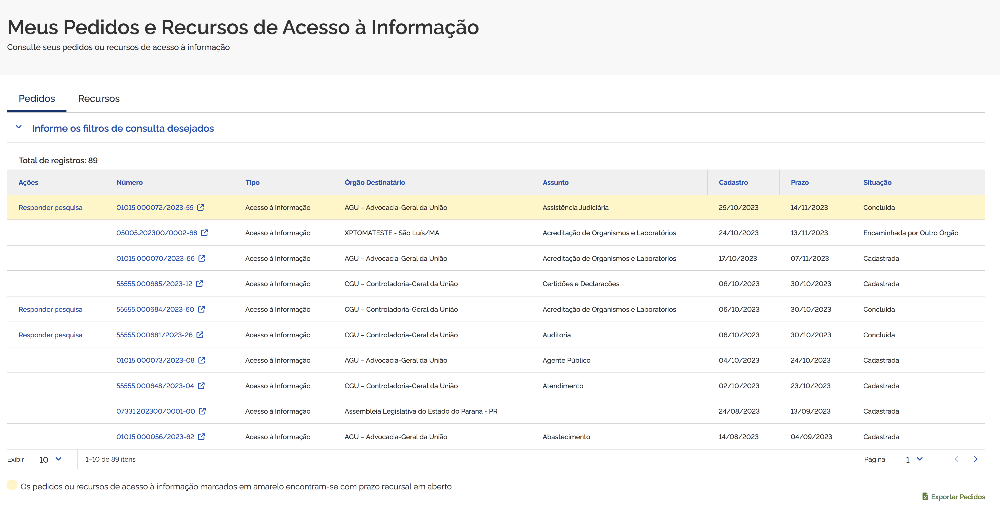 Meus Pedidos e Recursos de Acesso à Informação
Consulte seus pedidos ou recursos de acesso à informação
Pedidos Recursos
Informe os filtros de consulta desejados
Total de registros: 89
Ações Número Tipo Órgão Destinatário Assunto Cadastro Prazo Situação
Responder pesquisa 01015.000072/2023-55 Acesso à Informação AGU – Advocacia-Geral da União Assistência Judiciária 25/10/2023 14/11/2023 Concluída
05005.202300/0002-68 Acesso à Informação XPTOMATESTE - São Luís/MA Acreditação de Organismos e Laboratórios 24/10/2023 13/11/2023 Encaminhada por Outro Órgão
01015.000070/2023-66 Acesso à Informação AGU – Advocacia-Geral da União Acreditação de Organismos e Laboratórios 17/10/2023 07/11/2023 Cadastrada
55555.000685/2023-12 Acesso à Informação CGU – Controladoria-Geral da União Certidões e Declarações 06/10/2023 30/10/2023 Cadastrada
Responder pesquisa 55555.000684/2023-60 Acesso à Informação CGU – Controladoria-Geral da União Acreditação de Organismos e Laboratórios 06/10/2023 30/10/2023 Concluída
Responder pesquisa 55555.000681/2023-26 Acesso à Informação CGU – Controladoria-Geral da União Auditoria 06/10/2023 30/10/2023 Concluída
01015.000073/2023-08 Acesso à Informação AGU – Advocacia-Geral da União Agente Público 04/10/2023 24/10/2023 Cadastrada
55555.000648/2023-04 Acesso à Informação CGU – Controladoria-Geral da União Atendimento 02/10/2023 23/10/2023 Cadastrada
07331.202300/0001-00 Acesso à Informação Assembleia Legislativa do Estado do Paraná - PR 24/08/2023 13/09/2023 Cadastrada
01015.000056/2023-62 Acesso à Informação AGU – Advocacia-Geral da União Abastecimento 14/08/2023 04/09/2023 Cadastrada
Exibir 10 1–10 de 89 itens Página 1
Os pedidos ou recursos de acesso à informação marcados em amarelo encontram-se com prazo recursal em aberto
Exportar Pedidos